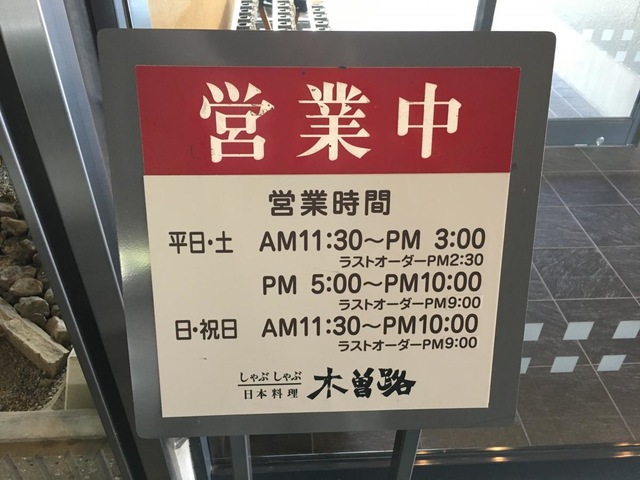 営業中
営業時間
平日・土 AM11:30～PM 3:00
ラストオーダーPM2:30
PM 5:00～PM10:00
ラストオーダーPM9:00
日・祝日 AM11:30～PM10:00
ラストオーダーPM9:00
しゃぶしゃぶ
日本料理 木曽路